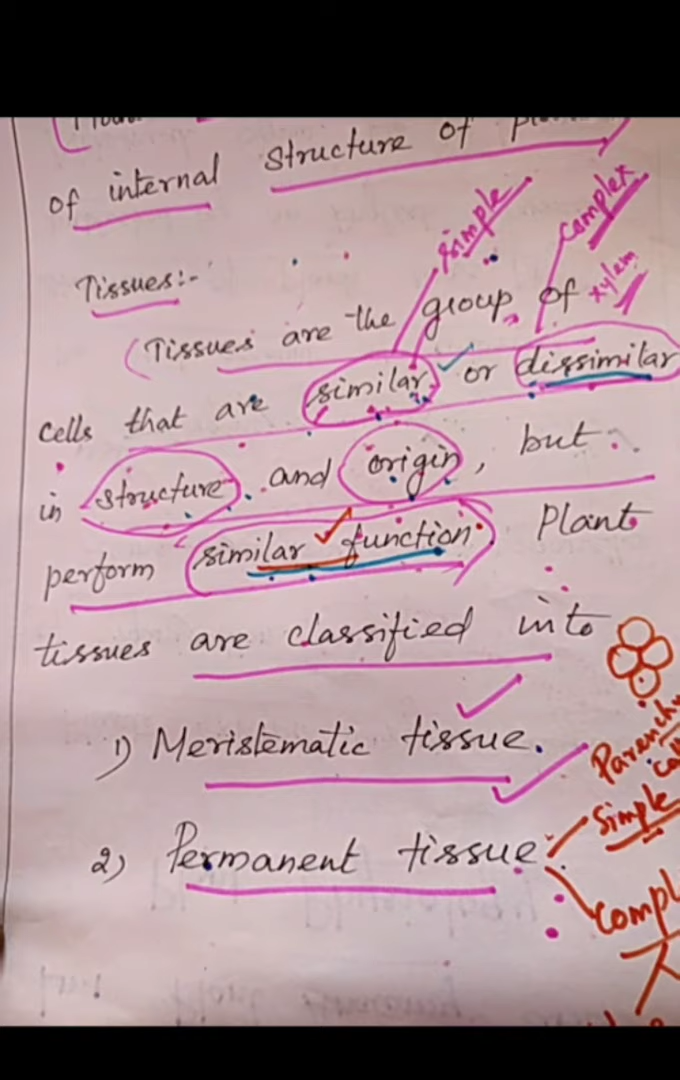 of internal structure of
simple
complex
Tissues:-
xylem
(Tissues are the group of
cells that are similar or dissimilar
in structure and origin, but
perform similar function. Plant
tissues are classified into
1) Meristematic tissue.
2) Permanent tissue.
simple